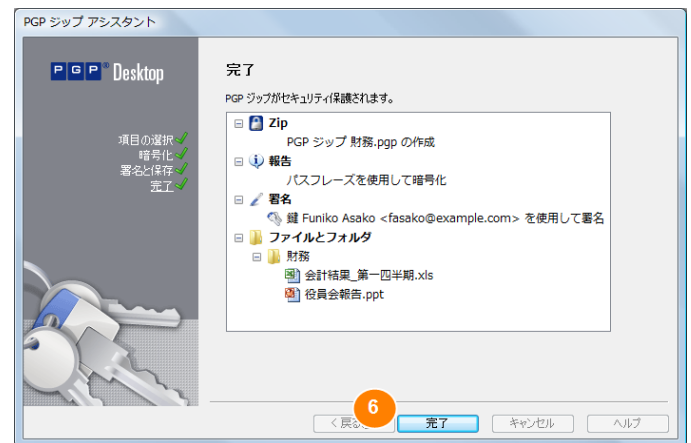 PGP ジップ アシスタント
PGP® Desktop
項目の選択
暗号化
署名と保存
完了
完了
PGP ジップがセキュリティ保護されます。
Zip
PGP ジップ 財務.pgp の作成
報告
パスフレーズを使用して暗号化
署名
鍵 Funiko Asako <fasako@example.com> を使用して署名
ファイルとフォルダ
財務
会計結果_第一四半期.xls
役員会報告.ppt
6
< 戻る 完了 キャンセル ヘルプ